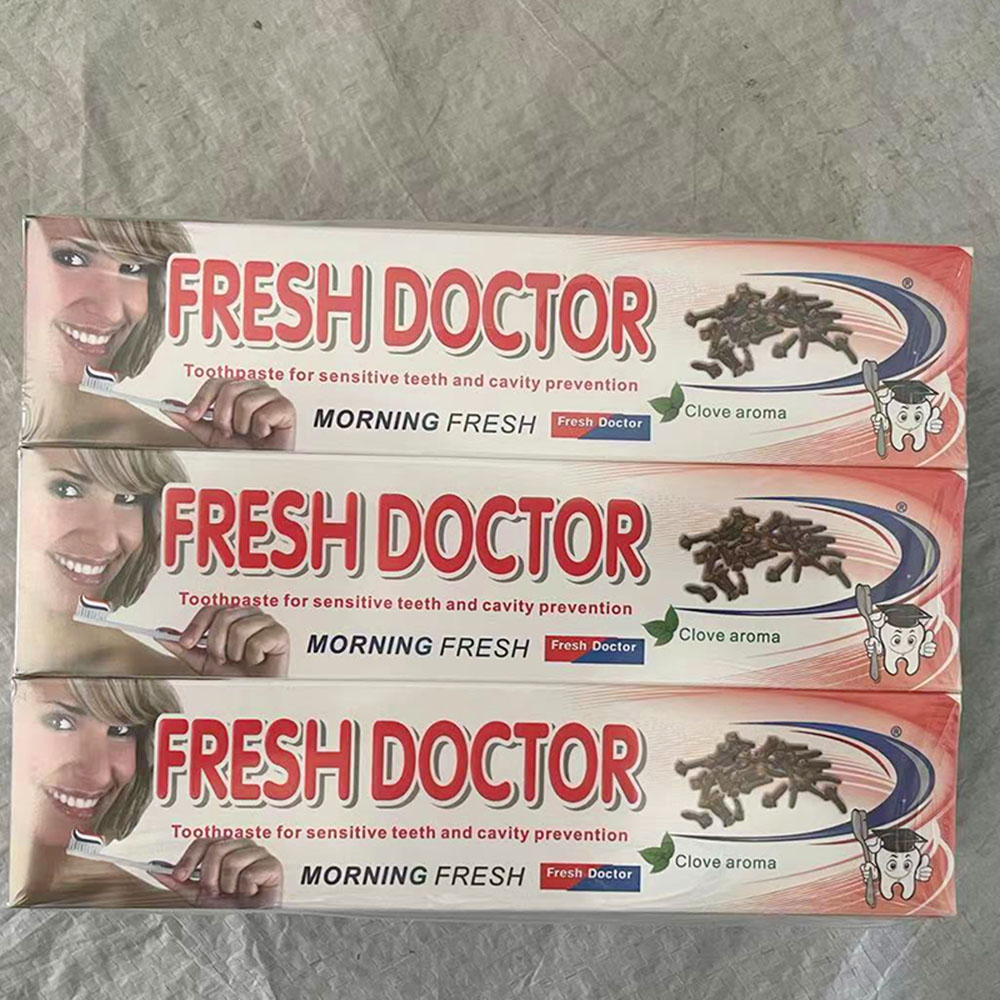 FRESH DOCTOR
®
Toothpaste for sensitive teeth and cavity prevention
MORNING FRESH
Fresh Doctor
Clove aroma
FRESH DOCTOR
®
Toothpaste for sensitive teeth and cavity prevention
MORNING FRESH
Fresh Doctor
Clove aroma
FRESH DOCTOR
®
Toothpaste for sensitive teeth and cavity prevention
MORNING FRESH
Fresh Doctor
Clove aroma